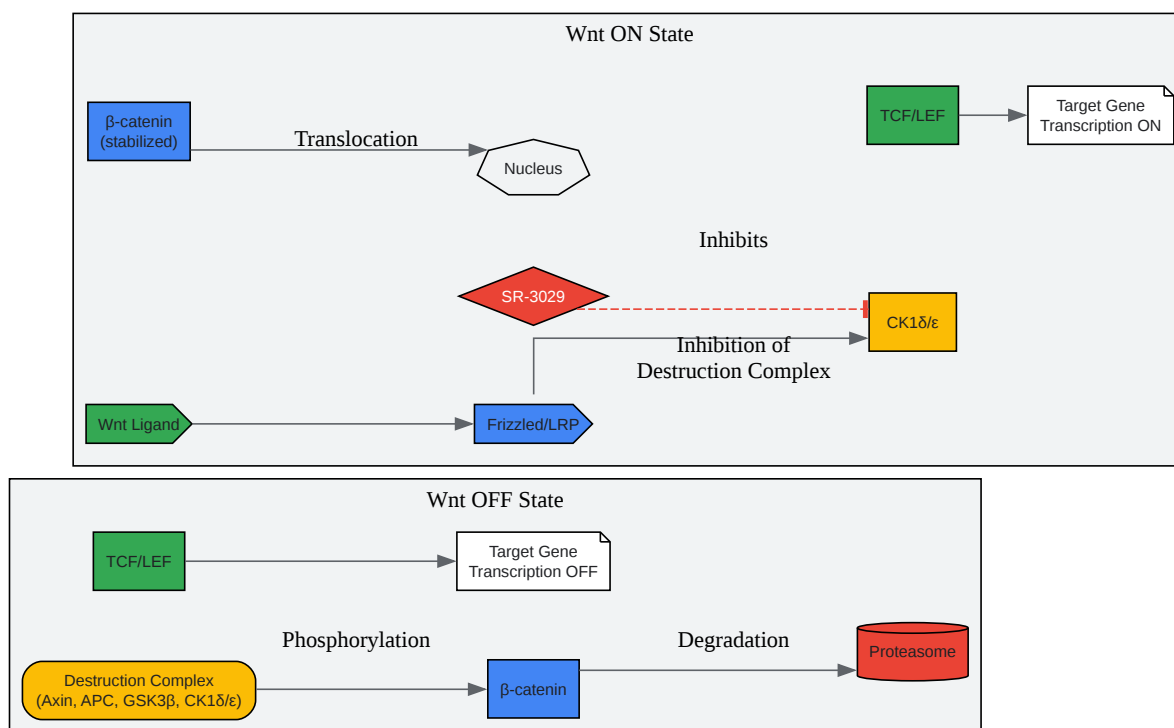 Wnt ON State
β-catenin
(stabilized)
Translocation
Nucleus
TCF/LEF
Target Gene
Transcription ON
Inhibits
SR-3029
CK1δ/ε
Inhibition of
Destruction Complex
Wnt Ligand
Frizzled/LRP
Wnt OFF State
TCF/LEF
Target Gene
Transcription OFF
Phosphorylation
Degradation
Proteasome
Destruction Complex
(Axin, APC, GSK3β, CK1δ/ε)
β-catenin